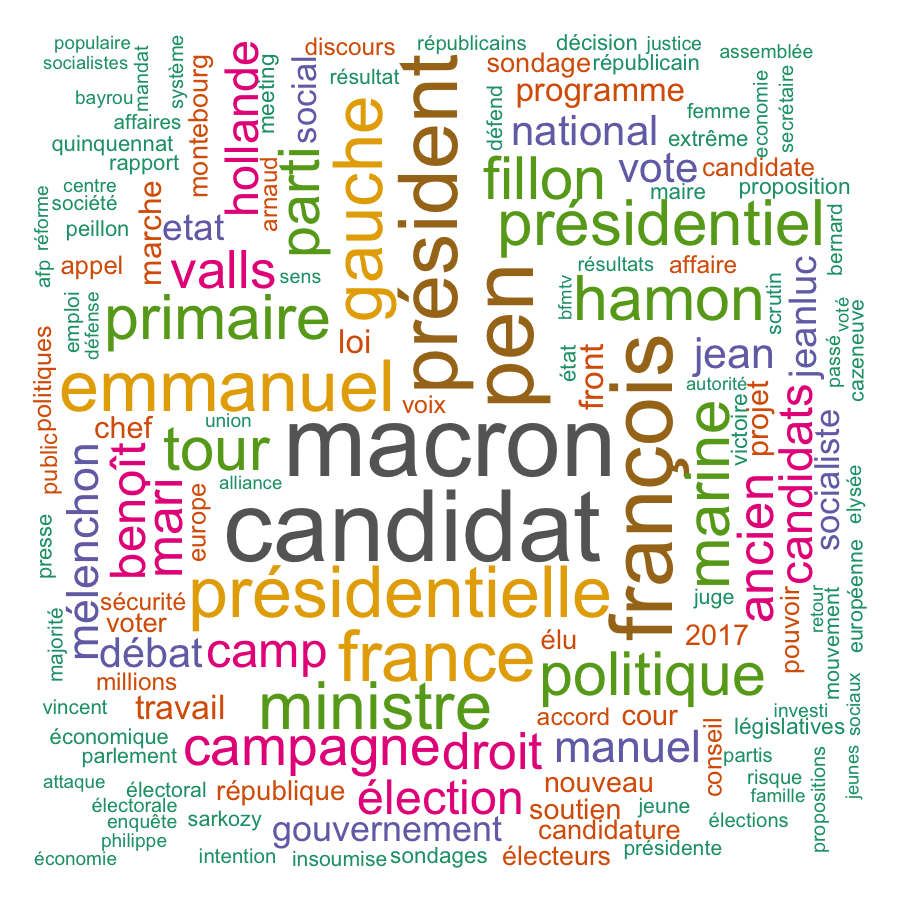 populaire
socialistes
mandat
système
bayrou
affaires
quinquennat
rapport
montebourg
hollande
meeting
social
discours
résultat
républicains
décision
justice
assemblée
sondage
républicain
programme
défend
national
femme
extrême
economie
secrétaire
président
gauche
parti
arnaud
fillon
vote
candidate
maire
proposition
centre
société
peillon
réforme
afp
appel
marche
etat
valls
sens
présidentiel
bernard
résultats
affaire
emploi
défense
primaire
loi
pen
bfmtv
hamon
scrutin
jeanluc
voté
passé
cazeneuve
politiques
emmanuel
voix
état
front
françois
jean
autorité
projet
victoire
chef
union
public
tour
macron
marine
candidats
socialiste
mélenchon
benoît
mari
alliance
europe
candidat
ancien
elysée
presse
présidentielle
juge
européenne
sécurité
voter
majorité
débat
camp
france
élu
2017
pouvoir
retour
mouvement
millions
vincent
travail
ministre
politique
accord
cour
conseil
investi
législatives
sociaux
économique
parlement
campagne
droit
manuel
partis
attaque
électoral
république
élection
nouveau
risque
famille
propositions
jeunes
électorale
enquête
sarkozy
soutien
jeune
philippe
gouvernement
candidature
élections
économie
intention
insoumise
sondages
électeurs
présidente